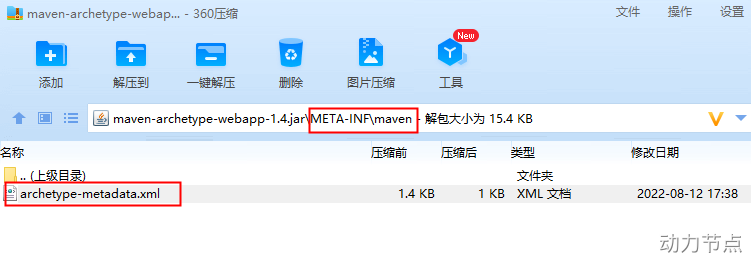 maven-archetype-webap... - 360压缩 文件 操作 设置
New
添加 解压到 一键解压 删除 图片压缩 工具
maven-archetype-webapp-1.4.jar\META-INF\maven - 解包大小为 15.4 KB
名称 压缩前 压缩后 类型 修改日期
.. (上级目录) 文件夹
archetype-metadata.xml 1.4 KB 1 KB XML 文档 2022-08-12 17:38
动力节点